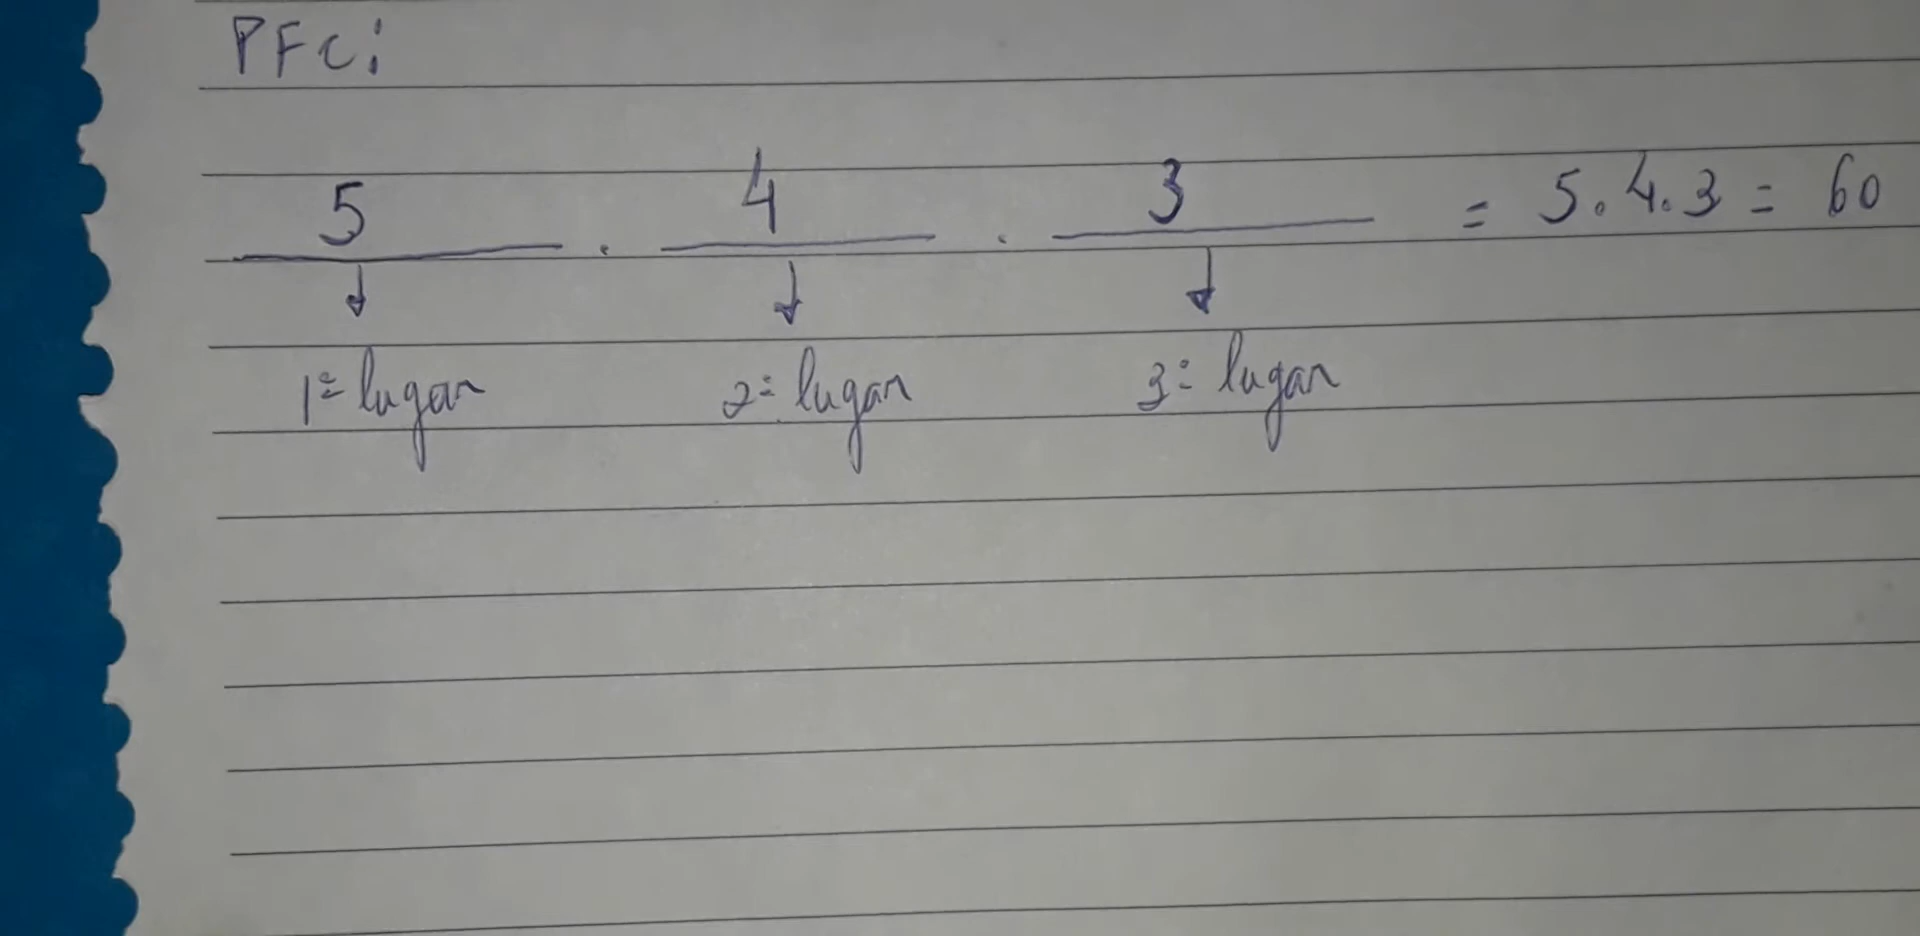 PFC:
5 . 4 . 3 = 5.4.3 = 60
1º lugar 2º lugar 3º lugar